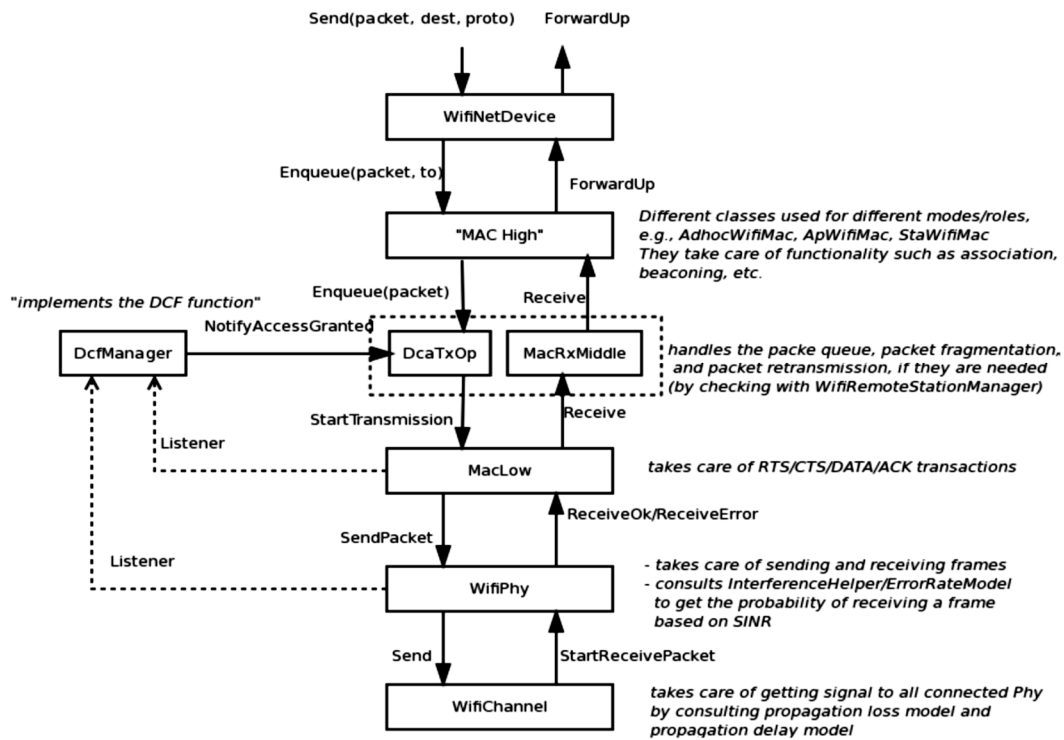 Send(packet, dest, proto) ForwardUp
WifiNetDevice
Enqueue(packet, to)
ForwardUp
"MAC High"
Different classes used for different modes/roles,
e.g., AdhocWifiMac, ApWifiMac, StaWifiMac
They take care of functionality such as association,
beaconing, etc.
"implements the DCF function"
Enqueue(packet)
Receive
NotifyAccessGranted
DcfManager
DcaTxOp
MacRxMiddle
handles the packe queue, packet fragmentation,
and packet retransmission, if they are needed
(by checking with WifiRemoteStationManager)
StartTransmission
Receive
Listener
MacLow
takes care of RTS/CTS/DATA/ACK transactions
SendPacket
ReceiveOk/ReceiveError
Listener
WifiPhy
- takes care of sending and receiving frames
- consults InterferenceHelper/ErrorRateModel
to get the probability of receiving a frame
based on SINR
Send
StartReceivePacket
WifiChannel
takes care of getting signal to all connected Phy
by consulting propagation loss model and
propagation delay model